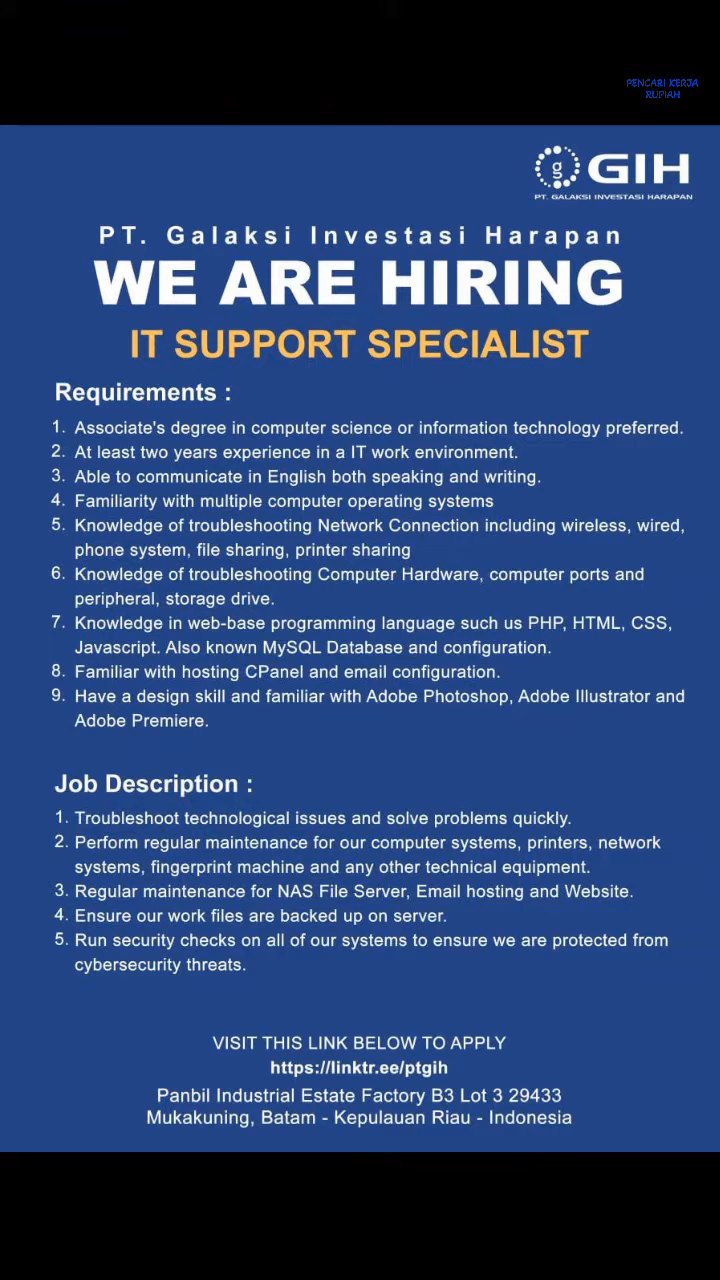 PENCARI KERJA
RUPIAH
g GIH
PT. GALAKSI INVESTASI HARAPAN
PT. Galaksi Investasi Harapan
WE ARE HIRING
IT SUPPORT SPECIALIST
Requirements :
1. Associate's degree in computer science or information technology preferred.
2. At least two years experience in a IT work environment.
3. Able to communicate in English both speaking and writing.
4. Familiarity with multiple computer operating systems
5. Knowledge of troubleshooting Network Connection including wireless, wired,
phone system, file sharing, printer sharing
6. Knowledge of troubleshooting Computer Hardware, computer ports and
peripheral, storage drive.
7. Knowledge in web-base programming language such us PHP, HTML, CSS,
Javascript. Also known MySQL Database and configuration.
8. Familiar with hosting CPanel and email configuration.
9. Have a design skill and familiar with Adobe Photoshop, Adobe Illustrator and
Adobe Premiere.
Job Description :
1. Troubleshoot technological issues and solve problems quickly.
2. Perform regular maintenance for our computer systems, printers, network
systems, fingerprint machine and any other technical equipment.
3. Regular maintenance for NAS File Server, Email hosting and Website.
4. Ensure our work files are backed up on server.
5. Run security checks on all of our systems to ensure we are protected from
cybersecurity threats.
VISIT THIS LINK BELOW TO APPLY
https://linktr.ee/ptgih
Panbil Industrial Estate Factory B3 Lot 3 29433
Mukakuning, Batam - Kepulauan Riau - Indonesia